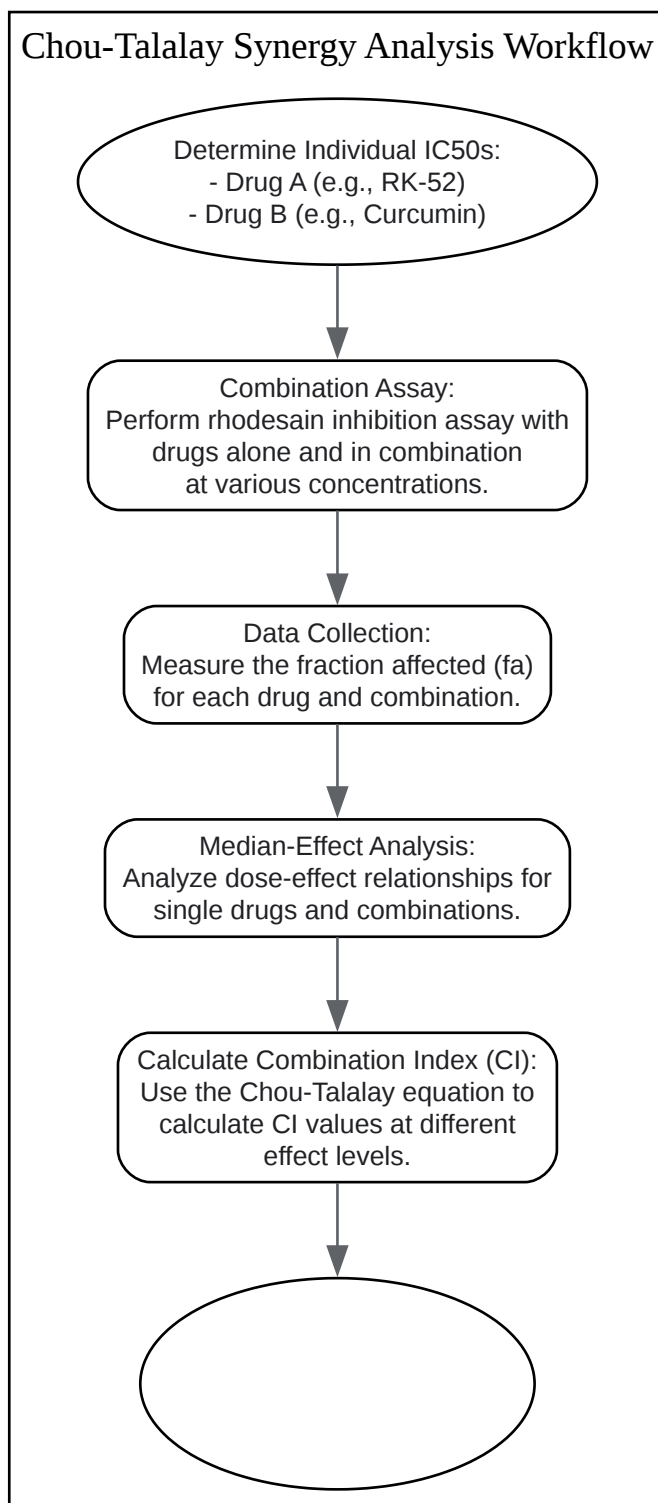 Chou-Talalay Synergy Analysis Workflow
Determine Individual IC50s:
- Drug A (e.g., RK-52)
- Drug B (e.g., Curcumin)
Combination Assay:
Perform rhodesain inhibition assay with
drugs alone and in combination
at various concentrations.
Data Collection:
Measure the fraction affected (fa)
for each drug and combination.
Median-Effect Analysis:
Analyze dose-effect relationships for
single drugs and combinations.
Calculate Combination Index (CI):
Use the Chou-Talalay equation to
calculate CI values at different
effect levels.